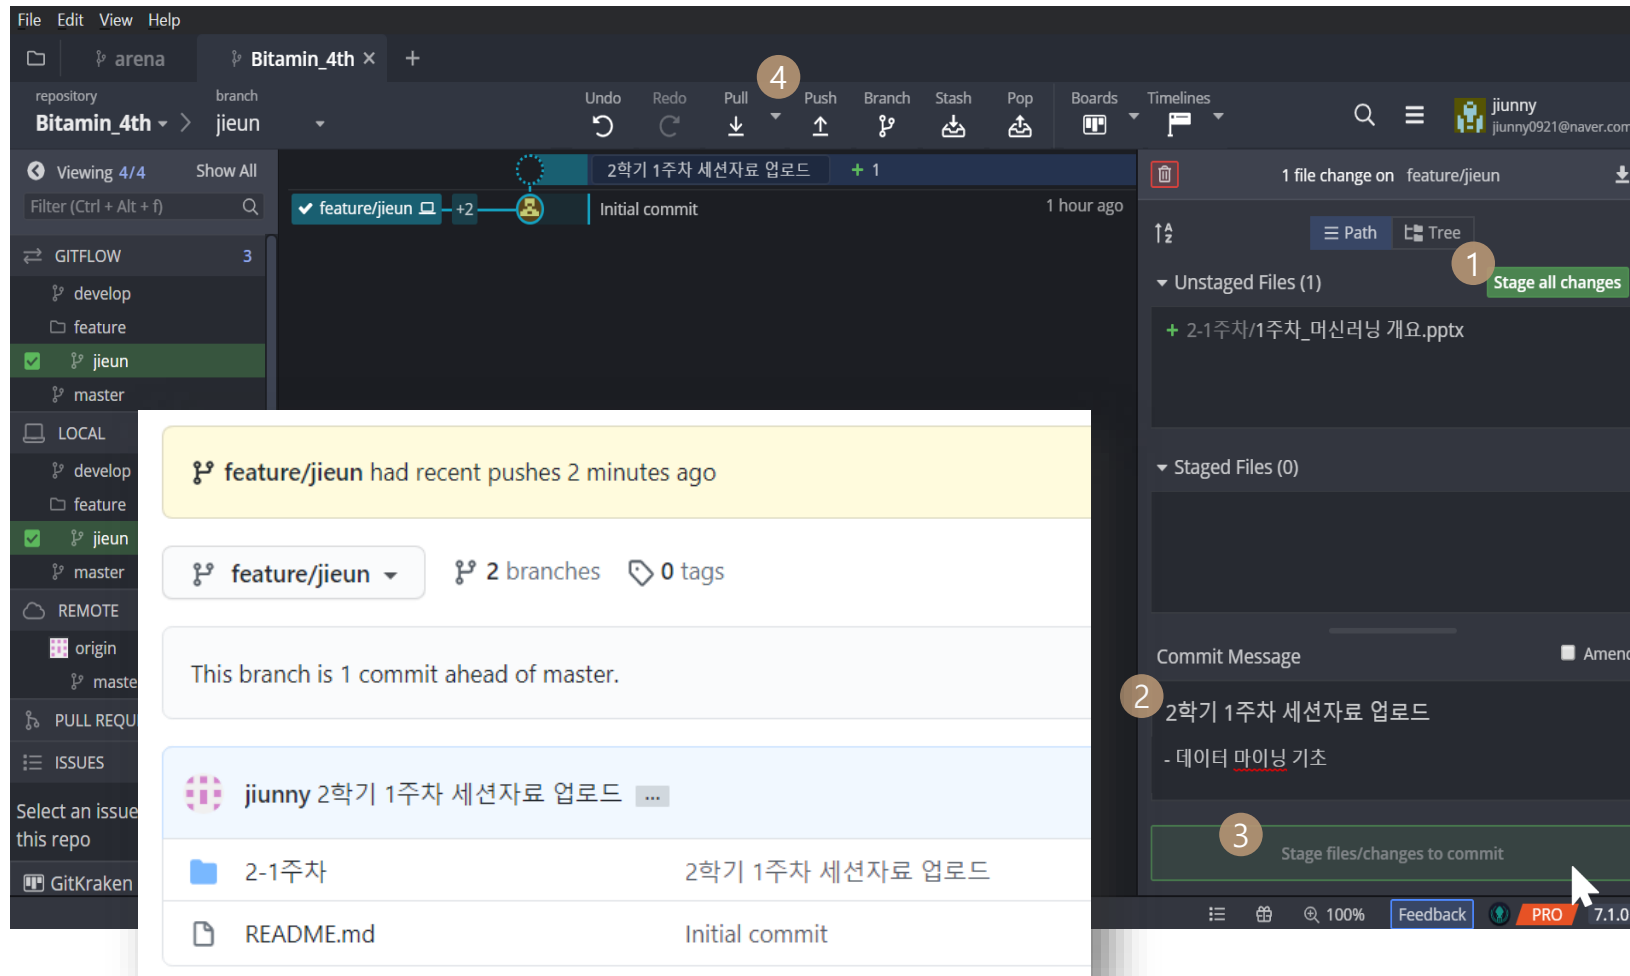 File Edit View Help
arena
Bitamin_4th
repository
Bitamin_4th
branch
jieun
Undo Redo Pull 4 Push Branch Stash Pop Boards Timelines
jiunny
jiunny0921@naver.com
Viewing 4/4 Show All
Filter (Ctrl + Alt + f)
GITFLOW 3
develop
feature
jieun
master
LOCAL
develop
feature
jieun
master
REMOTE
origin
maste
PULL REQU
ISSUES
Select an issue
this repo
GitKraken
2학기 1주차 세션자료 업로드 + 1
feature/jieun +2 Initial commit 1 hour ago
feature/jieun had recent pushes 2 minutes ago
feature/jieun 2 branches 0 tags
This branch is 1 commit ahead of master.
jiunny 2학기 1주차 세션자료 업로드 ...
2-1주차 2학기 1주차 세션자료 업로드
README.md Initial commit
1 file change on feature/jieun
Path Tree
1
Unstaged Files (1) Stage all changes
+ 2-1주차/1주차_머신러닝 개요.pptx
Staged Files (0)
Commit Message Amend
2
2학기 1주차 세션자료 업로드
- 데이터 마이닝 기초
3
Stage files/changes to commit
100% Feedback PRO 7.1.0